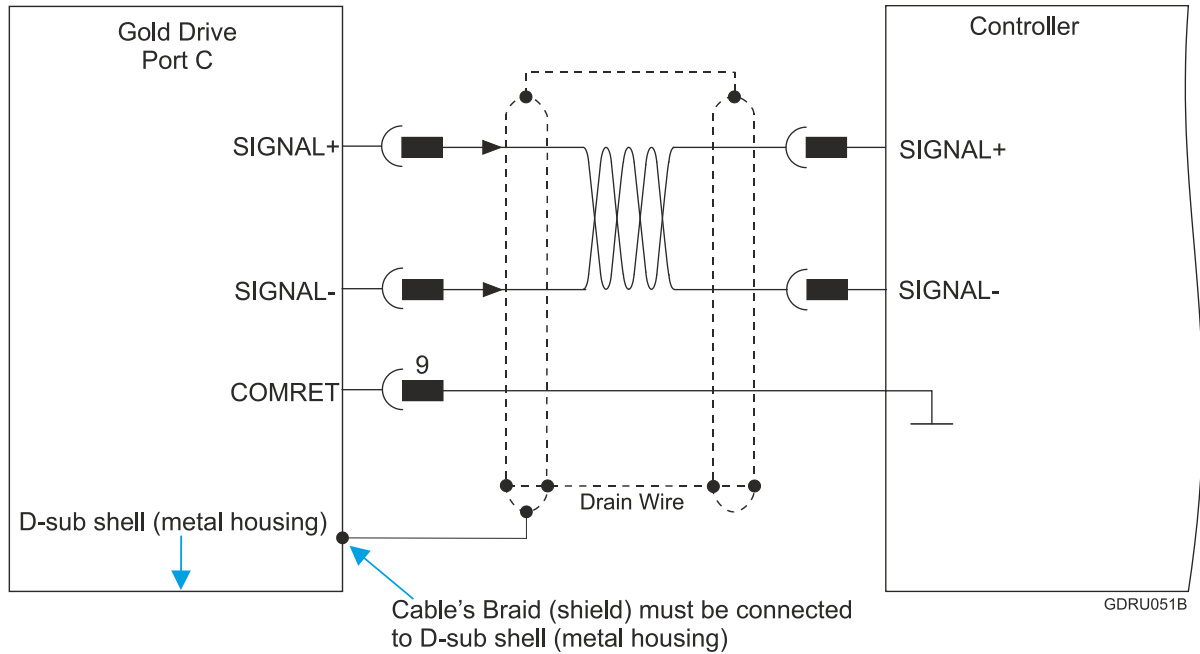 Gold Drive
Port C
Controller
SIGNAL+
SIGNAL+
SIGNAL-
SIGNAL-
9
COMRET
Drain Wire
D-sub shell (metal housing)
Cable's Braid (shield) must be connected
to D-sub shell (metal housing)
GDRU051B